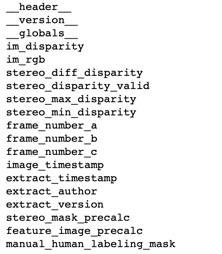 __header__
__version__
__globals__
im_disparity
im_rgb
stereo_diff_disparity
stereo_disparity_valid
stereo_max_disparity
stereo_min_disparity
frame_number_a
frame_number_b
frame_number_c
image_timestamp
extract_timestamp
extract_author
extract_version
stereo_mask_precalc
feature_image_precalc
manual_human_labeling_mask